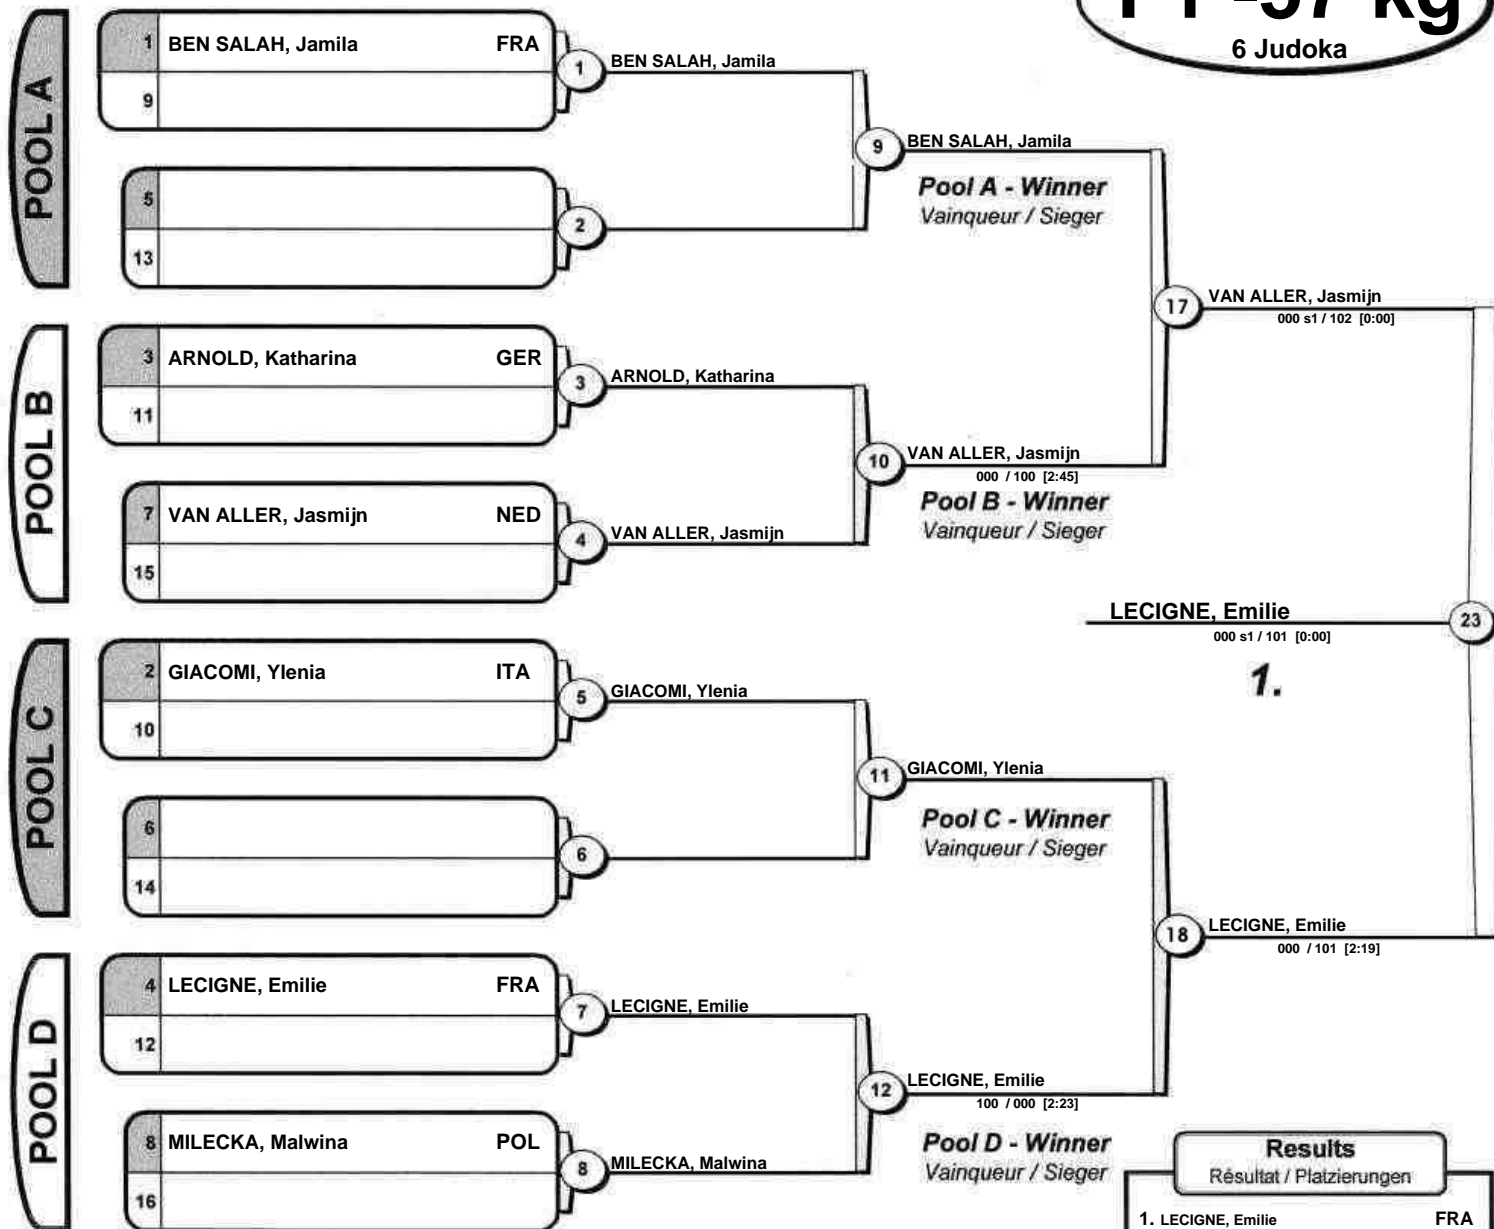 -57 kg
6 Judoka
POOL A
1 BEN SALAH, Jamila FRA
9
1
BEN SALAH, Jamila
5
13
2
9
BEN SALAH, Jamila
Pool A - Winner
Vainqueur / Sieger
POOL B
3 ARNOLD, Katharina GER
11
3
ARNOLD, Katharina
7 VAN ALLER, Jasmijn NED
15
4
VAN ALLER, Jasmijn
10
VAN ALLER, Jasmijn
000 / 100 [2:45]
Pool B - Winner
Vainqueur / Sieger
17
VAN ALLER, Jasmijn
000 s1 / 102 [0:00]
LECIGNE, Emilie
000 s1 / 101 [0:00]
23
1.
POOL C
2 GIACOMI, Ylenia ITA
10
5
GIACOMI, Ylenia
6
14
6
11
GIACOMI, Ylenia
Pool C - Winner
Vainqueur / Sieger
POOL D
4 LECIGNE, Emilie FRA
12
7
LECIGNE, Emilie
8 MILECKA, Malwina POL
16
8
MILECKA, Malwina
12
LECIGNE, Emilie
100 / 000 [2:23]
Pool D - Winner
Vainqueur / Sieger
18
LECIGNE, Emilie
000 / 101 [2:19]
Results
Résultat / Platzierungen
1. LECIGNE, Emilie FRA